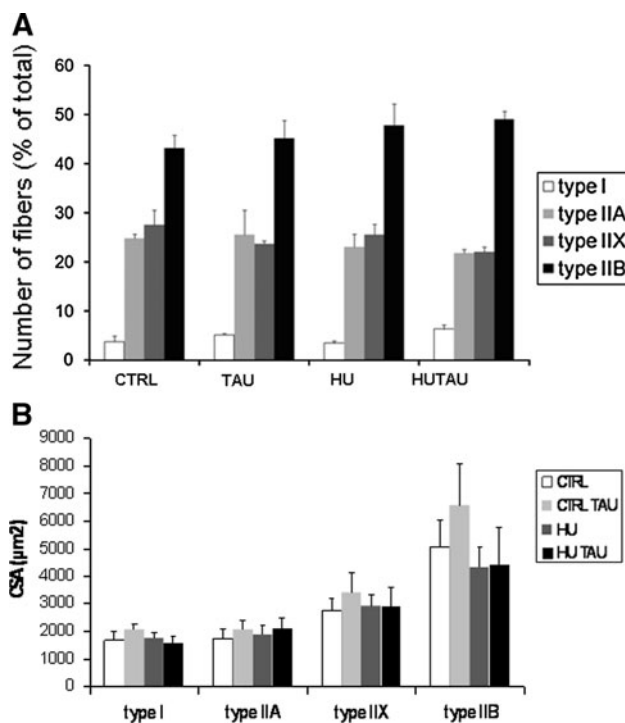 A
Number of fibers (% of total)
60
50
40
30
20
10
0
CTRL TAU HU HUTAU
type I
type IIA
type IIX
type IIB
B
CSA (µm2)
9000
8000
7000
6000
5000
4000
3000
2000
1000
0
type I type IIA type IIX type IIB
CTRL
CTRL TAU
HU
HU TAU